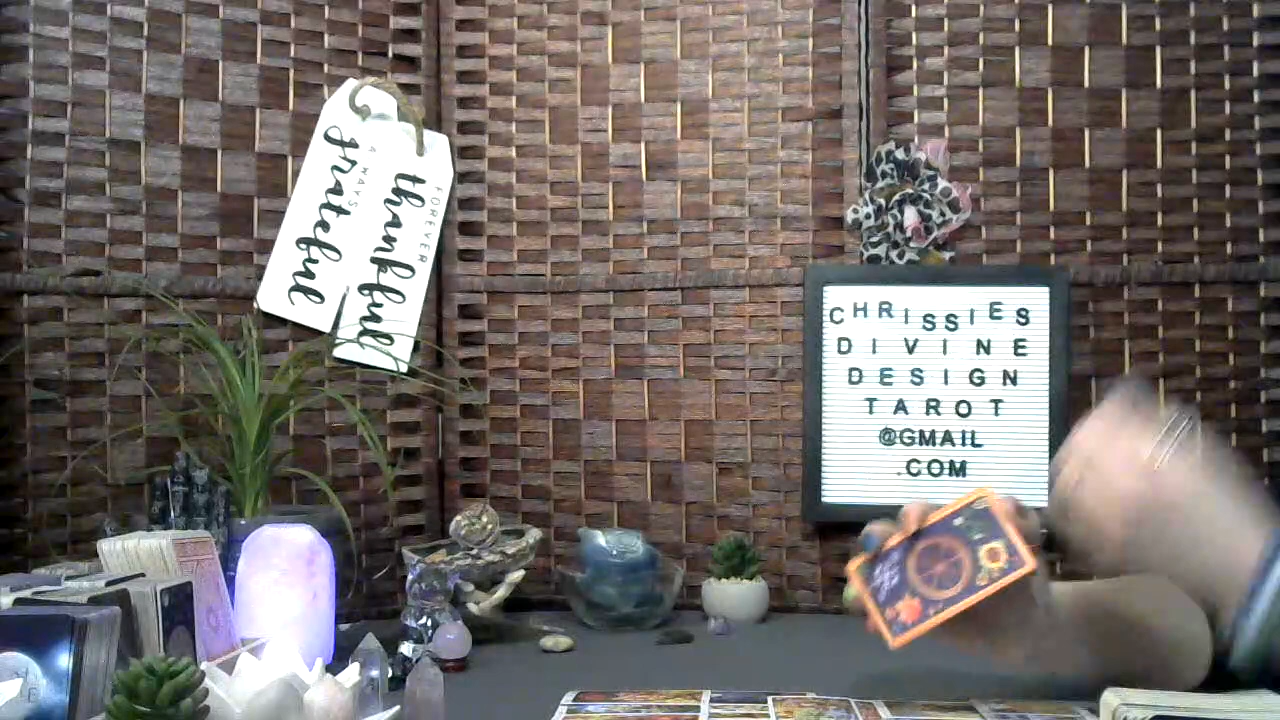 FOREVER
thankful
ALWAYS
grateful
CHRISSIES
DIVINE
DESIGN
TAROT
@GMAIL
.COM